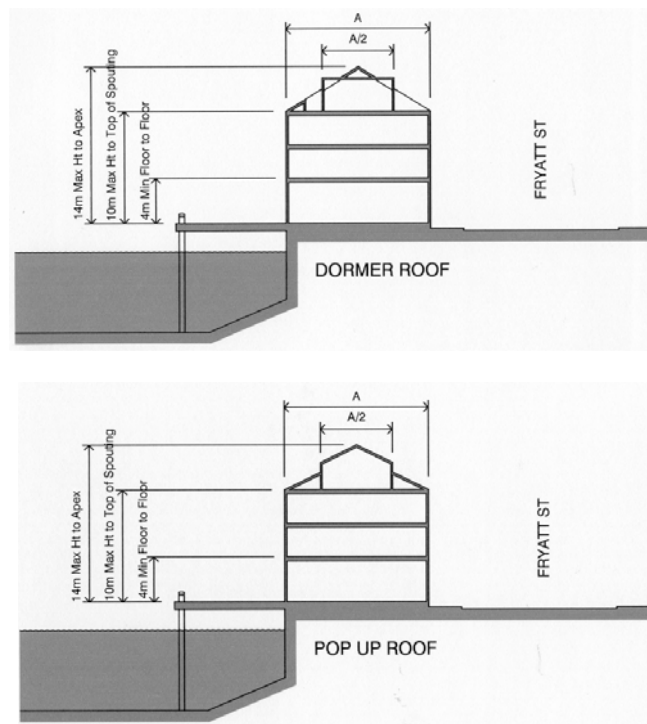 A
A/2
14m Max Ht to Apex
10m Max Ht to Top of Spouting
4m Min Floor to Floor
FRYATT ST
DORMER ROOF
A
A/2
14m Max Ht to Apex
10m Max Ht to Top of Spouting
4m Min Floor to Floor
FRYATT ST
POP UP ROOF